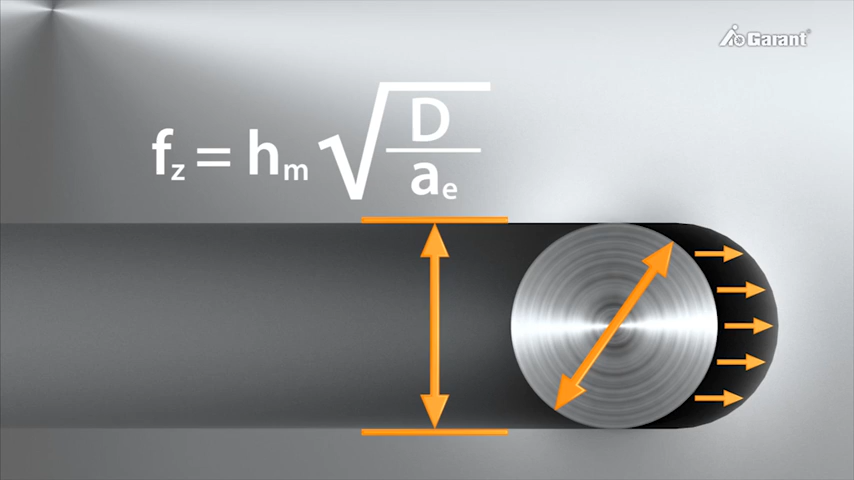 Garant
f_z = h_m √(D/a_e)